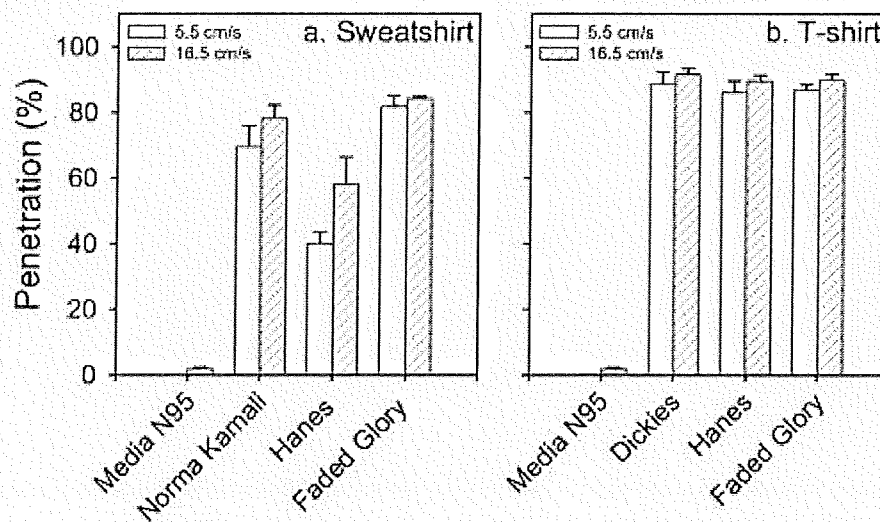 Penetration (%)
100
80
60
40
20
0
5.5 cm/s
16.5 cm/s
a. Sweatshirt
Media N95
Norma Kamali
Hanes
Faded Glory
5.5 cm/s
16.5 cm/s
b. T-shirt
Media N95
Dickies
Hanes
Faded Glory